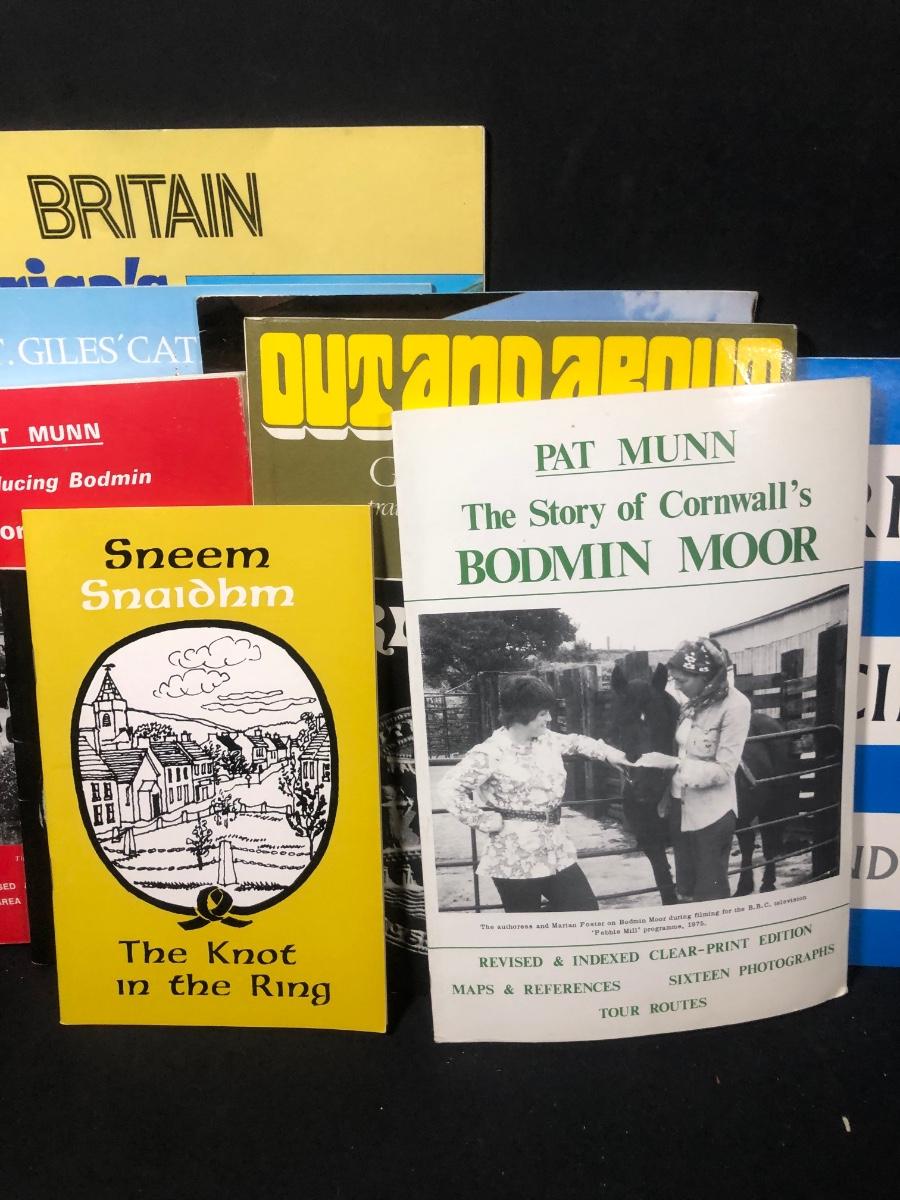 BRITAIN
GILES' CAT
OUT AND ABOUT
MUNN
Bodmin
Sneem
Snaidhm
The Knot
in the Ring
PAT MUNN
The Story of Cornwall's
BODMIN MOOR
The authoress and Marian Foster on Bodmin Moor during filming for the B.B.C. television
'Pebble Mill' programme, 1975.
REVISED & INDEXED CLEAR-PRINT EDITION
MAPS & REFERENCES SIXTEEN PHOTOGRAPHS
TOUR ROUTES
AREA